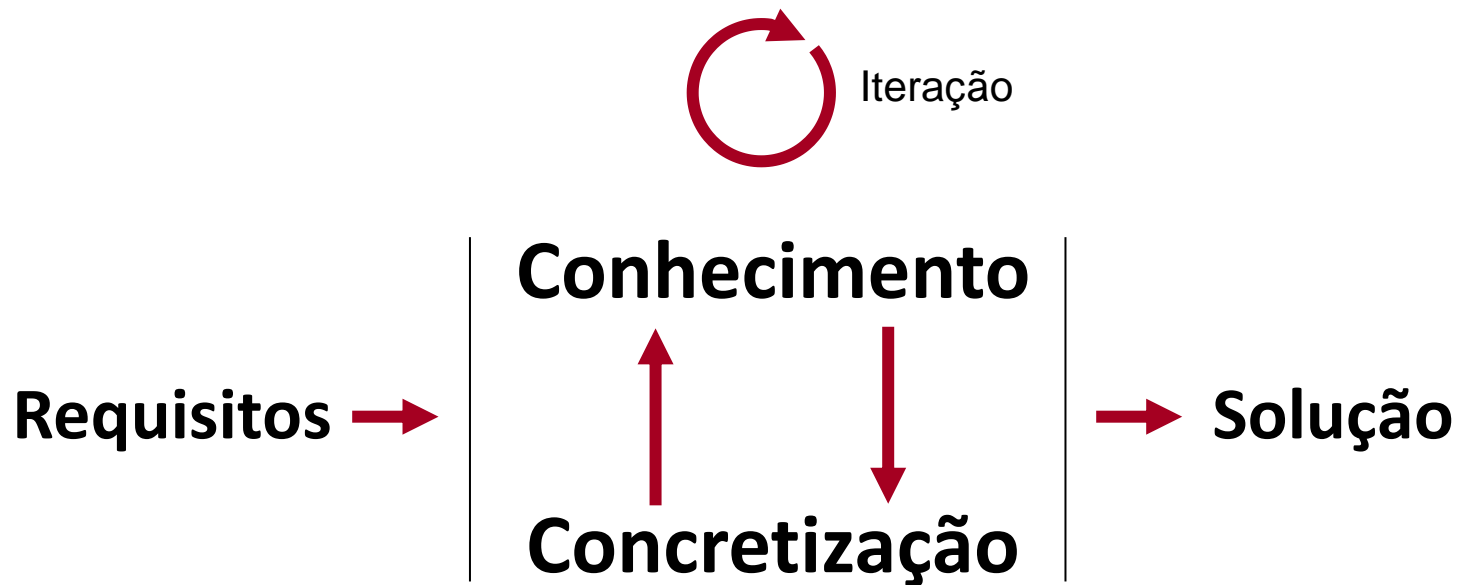 Iteração
Conhecimento
Requisitos
Solução
Concretização